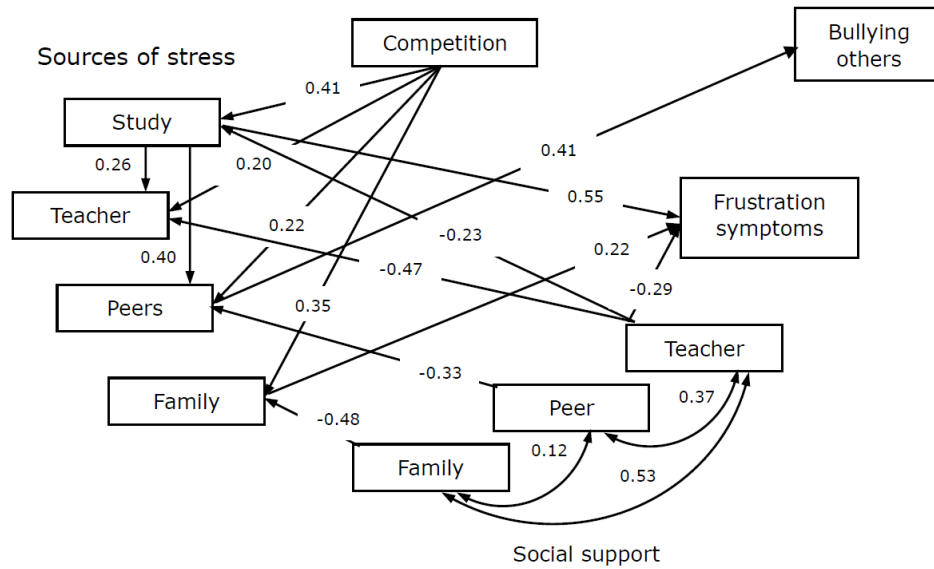 Competition
Bullying
others
Sources of stress
0.41
Study
0.41
0.26
0.20
0.55
Teacher
Frustration
symptoms
0.22
-0.23
0.22
0.40
-0.47
-0.29
Peers
0.35
Teacher
-0.33
0.37
Family
Peer
-0.48
0.12
Family
0.53
Social support